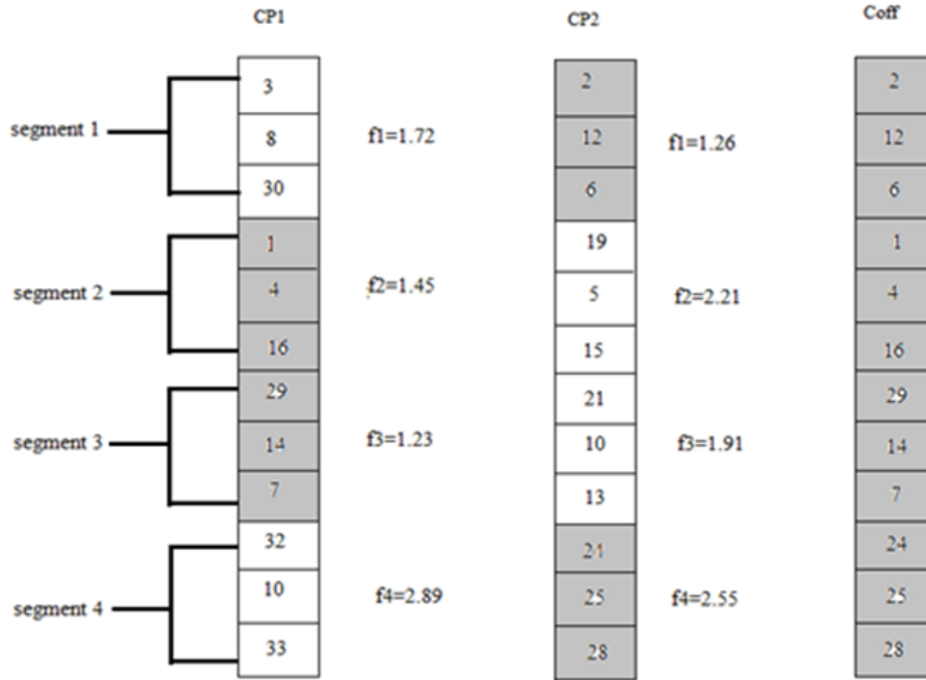 CP1 CP2 Coff
3 2 2
segment 1 8 f1=1.72 12 f1=1.26 12
30 6 6
1 19 1
segment 2 4 f2=1.45 5 f2=2.21 4
16 15 16
29 21 29
segment 3 14 f3=1.23 10 f3=1.91 14
7 13 7
32 24 24
segment 4 10 f4=2.89 25 f4=2.55 25
33 28 28